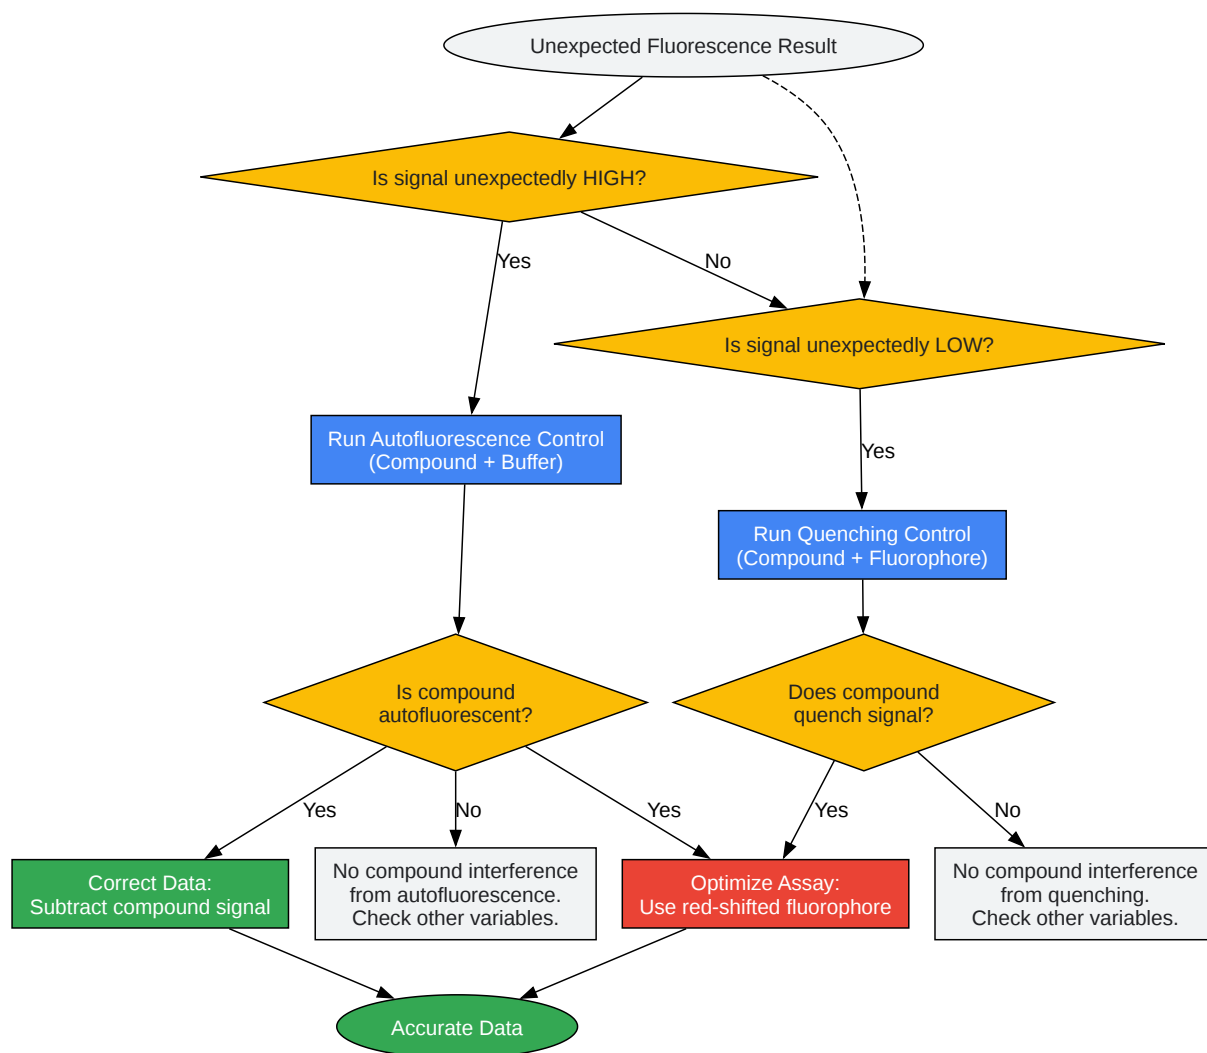 Unexpected Fluorescence Result
Is signal unexpectedly HIGH?
Yes
No
Is signal unexpectedly LOW?
Run Autofluorescence Control
(Compound + Buffer)
Yes
Run Quenching Control
(Compound + Fluorophore)
Is compound
autofluorescent?
Does compound
quench signal?
Yes
No
Yes
Yes
No
Correct Data:
Subtract compound signal
No compound interference
from autofluorescence.
Check other variables.
Optimize Assay:
Use red-shifted fluorophore
No compound interference
from quenching.
Check other variables.
Accurate Data